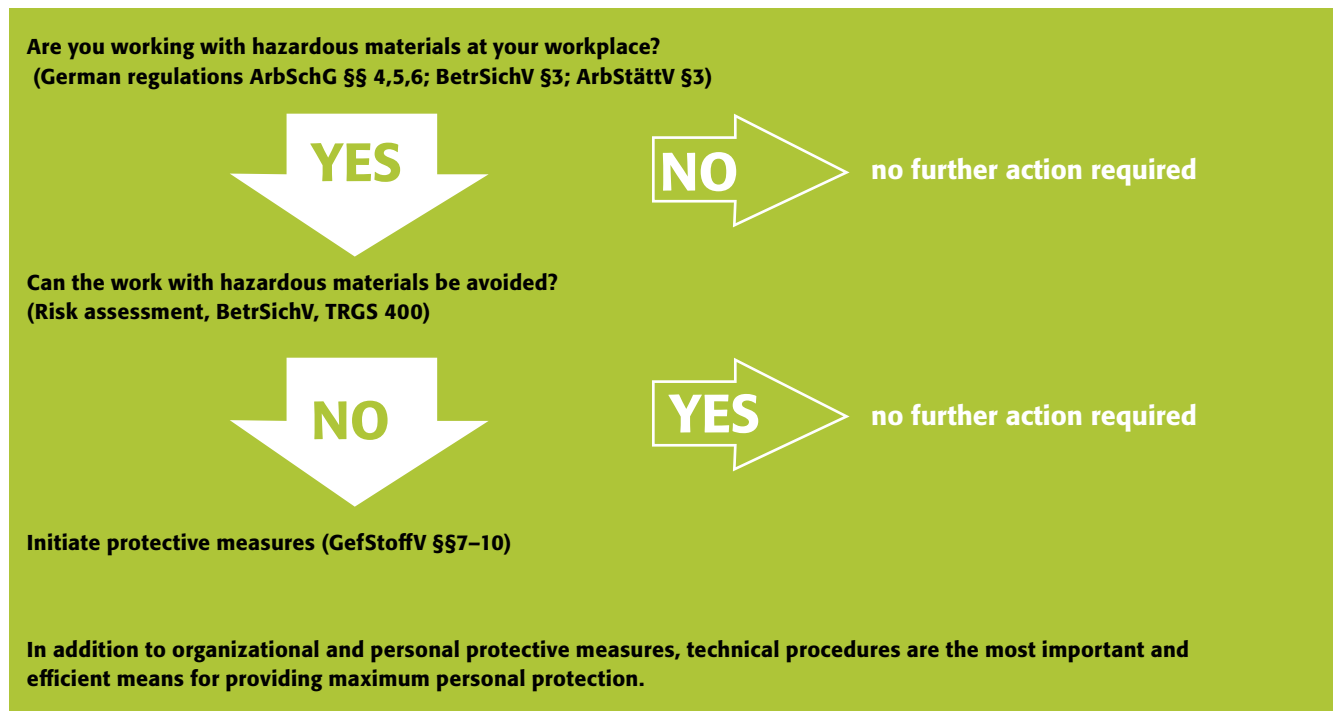 Are you working with hazardous materials at your workplace?
(German regulations ArbSchG §§ 4,5,6; BetrSichV §3; ArbStättV §3)
YES
NO
no further action required
Can the work with hazardous materials be avoided?
(Risk assessment, BetrSichV, TRGS 400)
NO
YES
no further action required
Initiate protective measures (GefStoffV §§7–10)
In addition to organizational and personal protective measures, technical procedures are the most important and
efficient means for providing maximum personal protection.